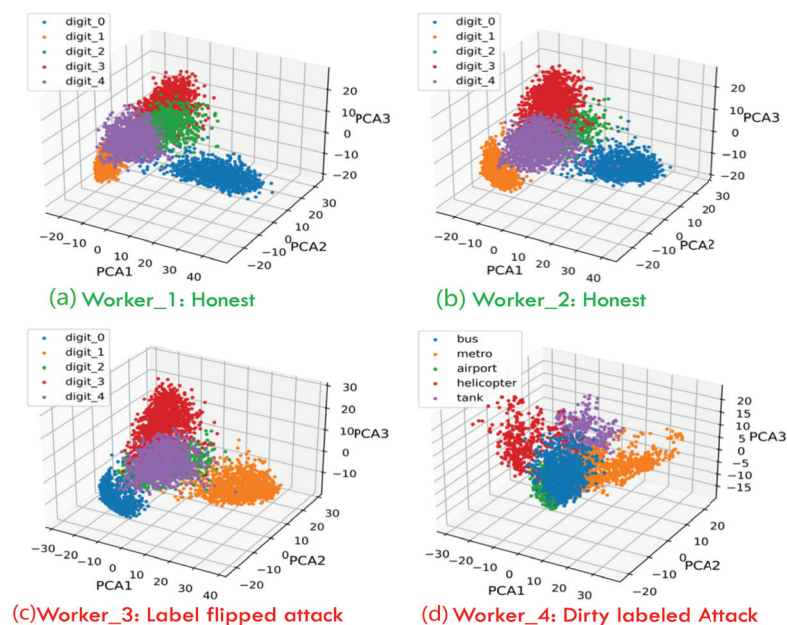 digit_0
digit_1
digit_2
digit_3
digit_4
20
10
0
−10
−20
PCA3
30
20
10
0
−10
−20
PCA2
−20
−10
0
10
20
30
40
PCA1
(a) Worker_1: Honest
digit_0
digit_1
digit_2
digit_3
digit_4
20
10
0
−10
−20
PCA3
30
20
10
0
−10
−20
PCA2
−20
−10
0
10
20
30
40
PCA1
(b) Worker_2: Honest
digit_0
digit_1
digit_2
digit_3
digit_4
30
20
10
0
−10
PCA3
30
20
10
0
−10
−20
PCA2
−30
−20
−10
0
10
20
30
40
PCA1
(c)Worker_3: Label flipped attack
bus
metro
airport
helicopter
tank
20
15
10
5
0
−5
−10
−15
PCA3
20
10
0
−10
−20
PCA2
−30
−20
−10
0
10
20
30
PCA1
(d) Worker_4: Dirty labeled Attack